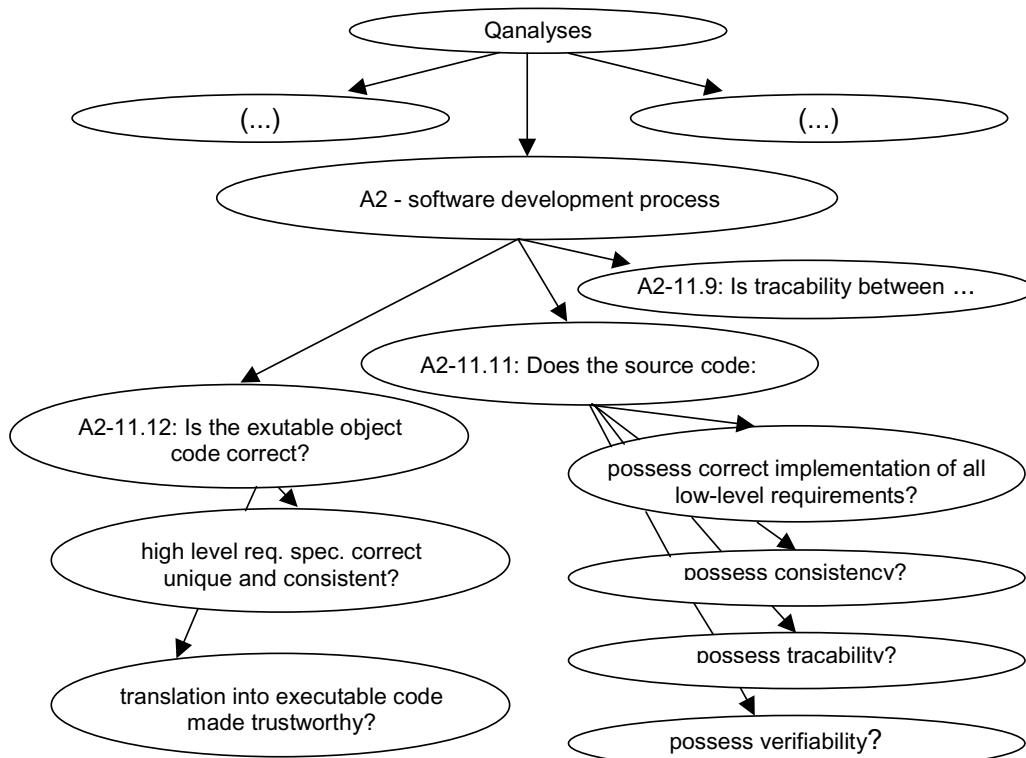 Qanalyses
(...)
(...)
A2 - software development process
A2-11.9: Is tracability between ...
A2-11.11: Does the source code:
A2-11.12: Is the exutable object
code correct?
possess correct implementation of all
low-level requirements?
high level req. spec. correct
unique and consistent?
possess consistency?
possess tracability?
translation into executable code
made trustworthy?
possess verifiability?